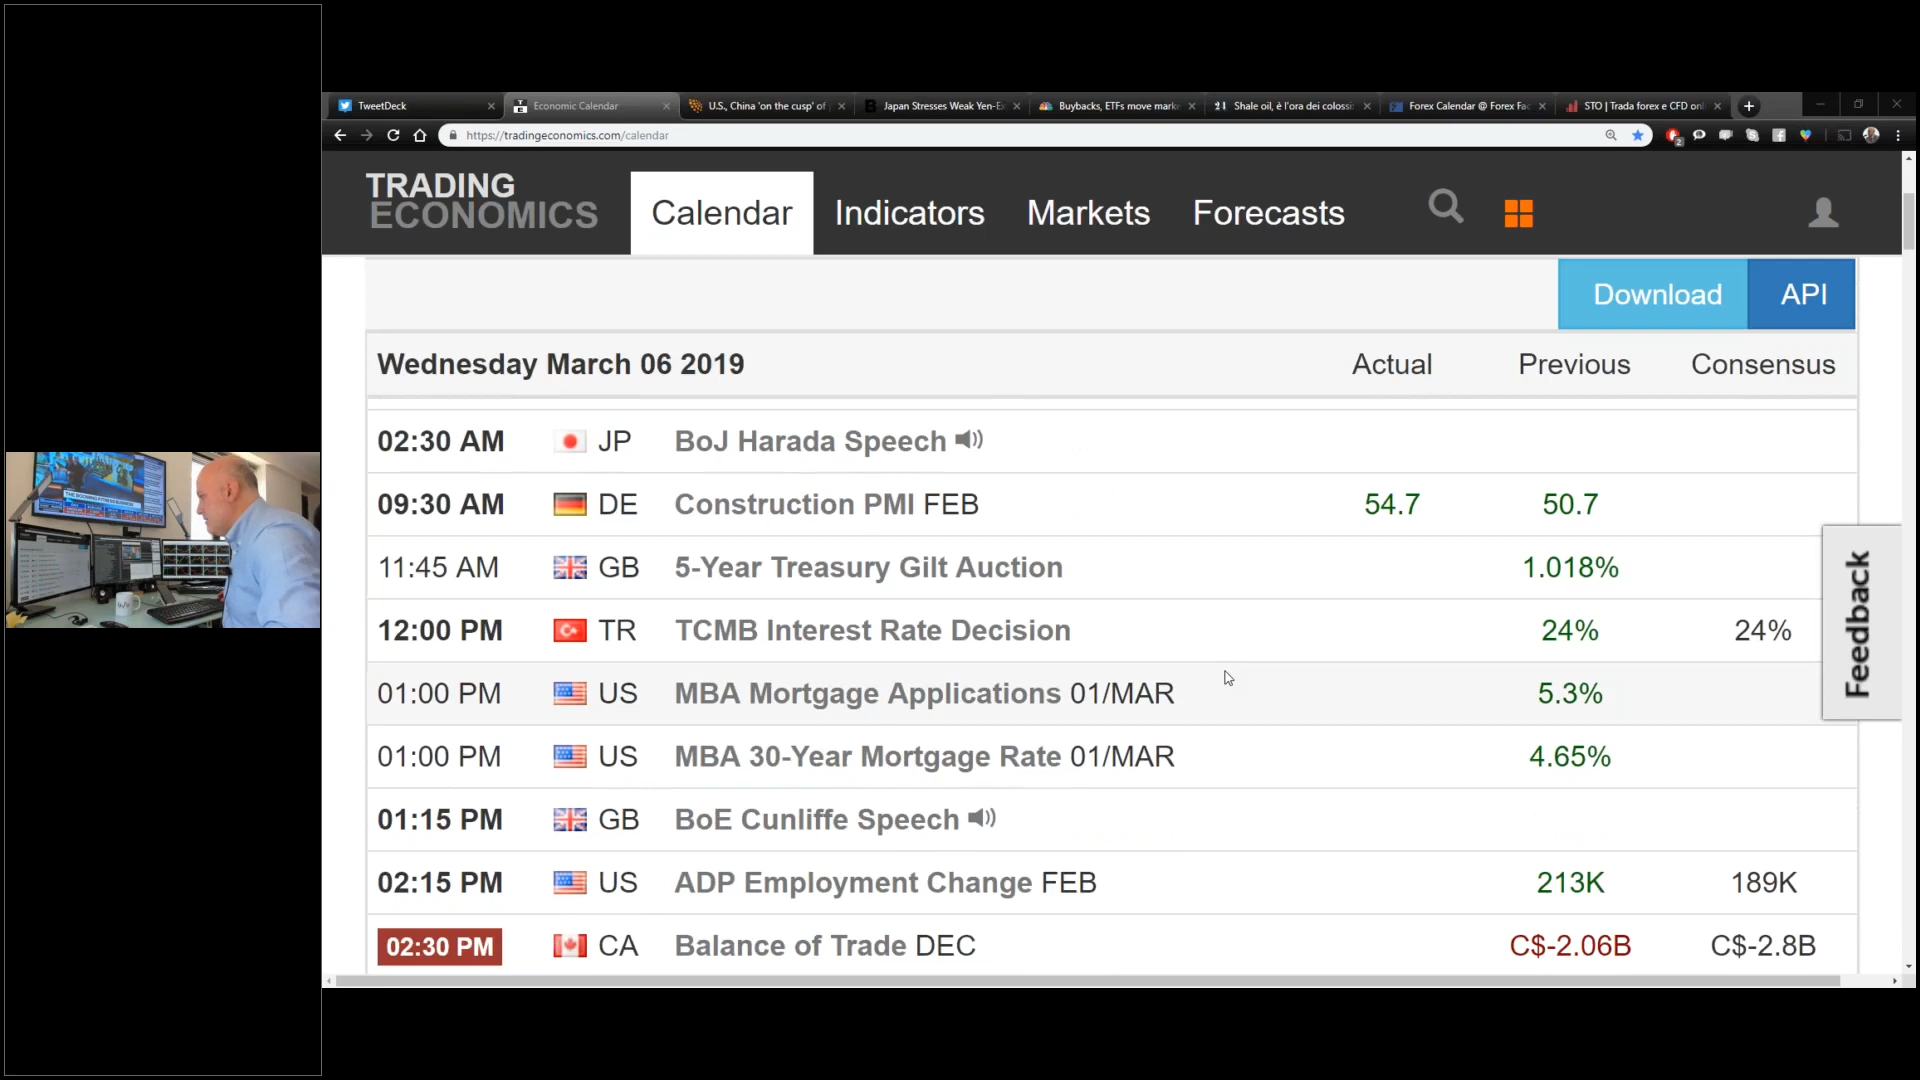 TweetDeck
Economic Calendar
U.S., China 'on the cusp' of
Japan Stresses Weak Yen-E
Buybacks, ETFs move mark
Shale oil, è l'ora dei colossi
Forex Calendar @ Forex Fac
STO | Trada forex e CFD onl
https://tradingeconomics.com/calendar
TRADING
ECONOMICS
Calendar Indicators Markets Forecasts
Download API
Wednesday March 06 2019 Actual Previous Consensus
02:30 AM JP BoJ Harada Speech
09:30 AM DE Construction PMI FEB 54.7 50.7
11:45 AM GB 5-Year Treasury Gilt Auction 1.018%
12:00 PM TR TCMB Interest Rate Decision 24% 24%
01:00 PM US MBA Mortgage Applications 01/MAR 5.3%
01:00 PM US MBA 30-Year Mortgage Rate 01/MAR 4.65%
01:15 PM GB BoE Cunliffe Speech
02:15 PM US ADP Employment Change FEB 213K 189K
02:30 PM CA Balance of Trade DEC C$-2.06B C$-2.8B
Feedback
THE BOOMING FITNESS BUSINESS